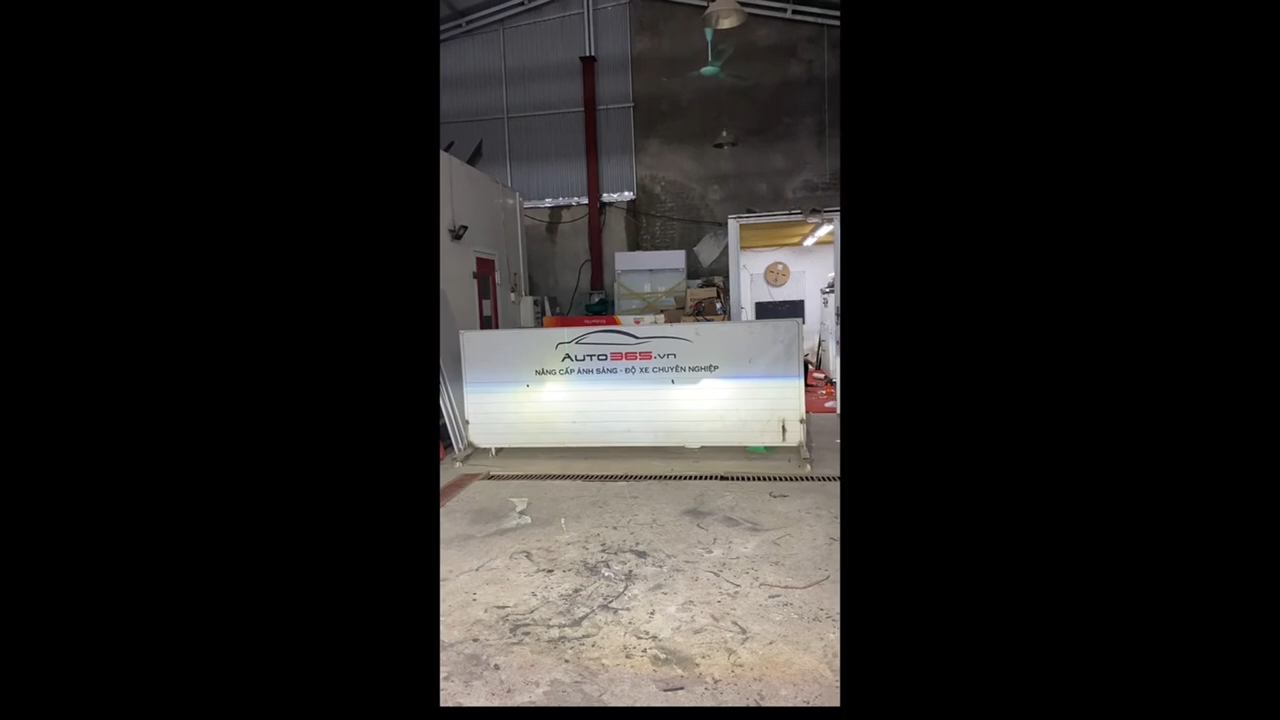 AUTO365.vn
NÂNG CẤP ÁNH SÁNG - ĐỘ XE CHUYÊN NGHIỆP